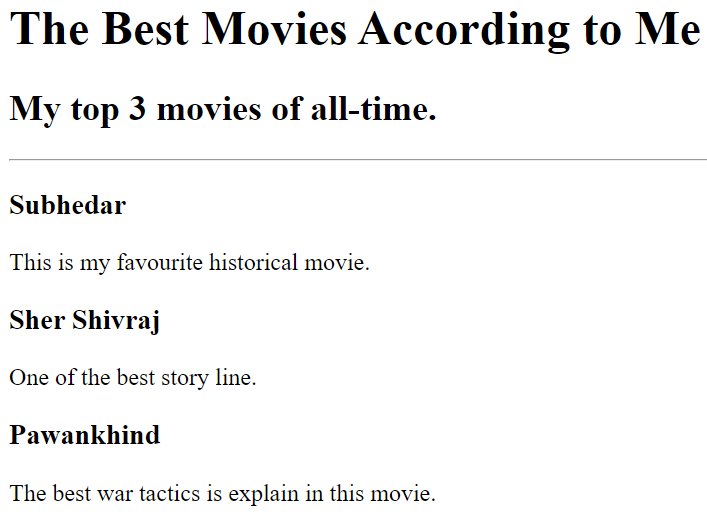 The Best Movies According to Me
My top 3 movies of all-time.
Subhedar
This is my favourite historical movie.
Sher Shivraj
One of the best story line.
Pawankhind
The best war tactics is explain in this movie.